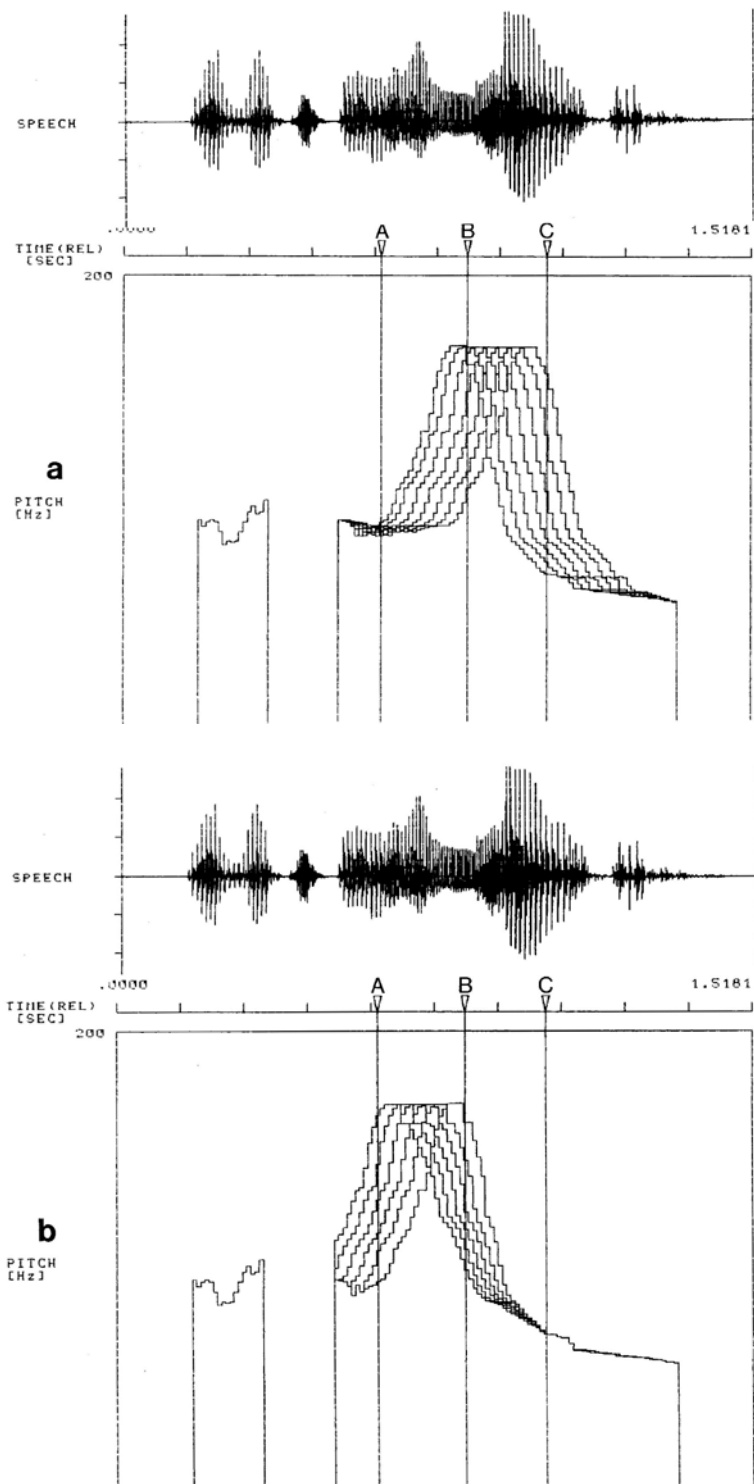 SPEECH
.0000 1.5181
A B C
TIME(REL)
[SEC]
200
a
PITCH
[Hz]
SPEECH
.0000 1.5181
A B C
TIME(REL)
[SEC]
200
b
PITCH
[Hz]